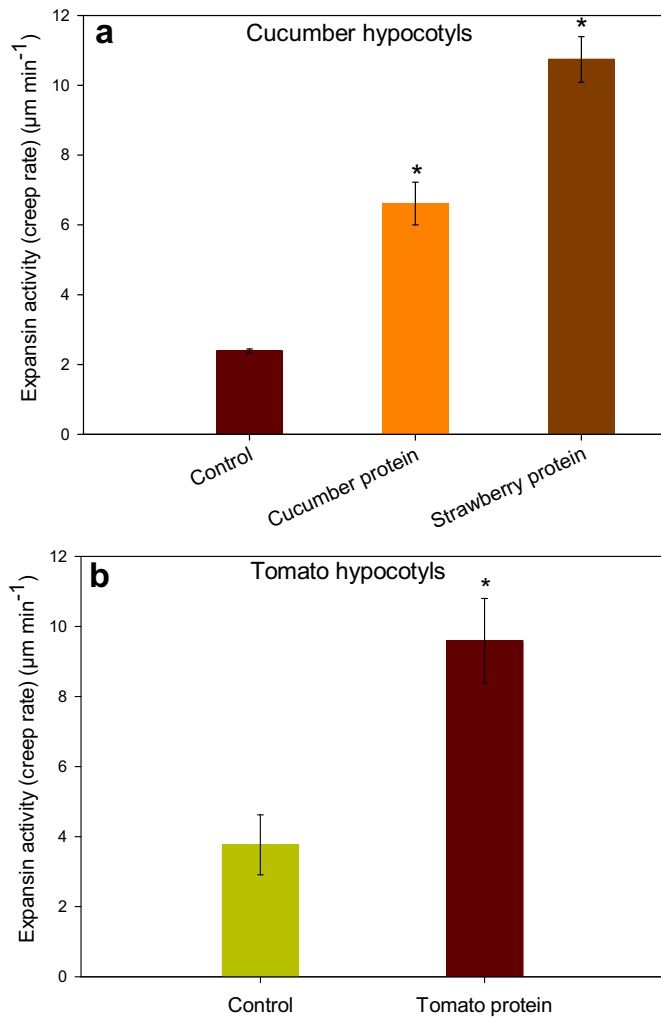 a
Cucumber hypocotyls
Expansin activity (creep rate) (µm min⁻¹)
12
10
8
6
4
2
0
*
*
Control
Cucumber protein
Strawberry protein
b
Tomato hypocotyls
Expansin activity (creep rate) (µm min⁻¹)
12
10
8
6
4
2
0
*
Control
Tomato protein